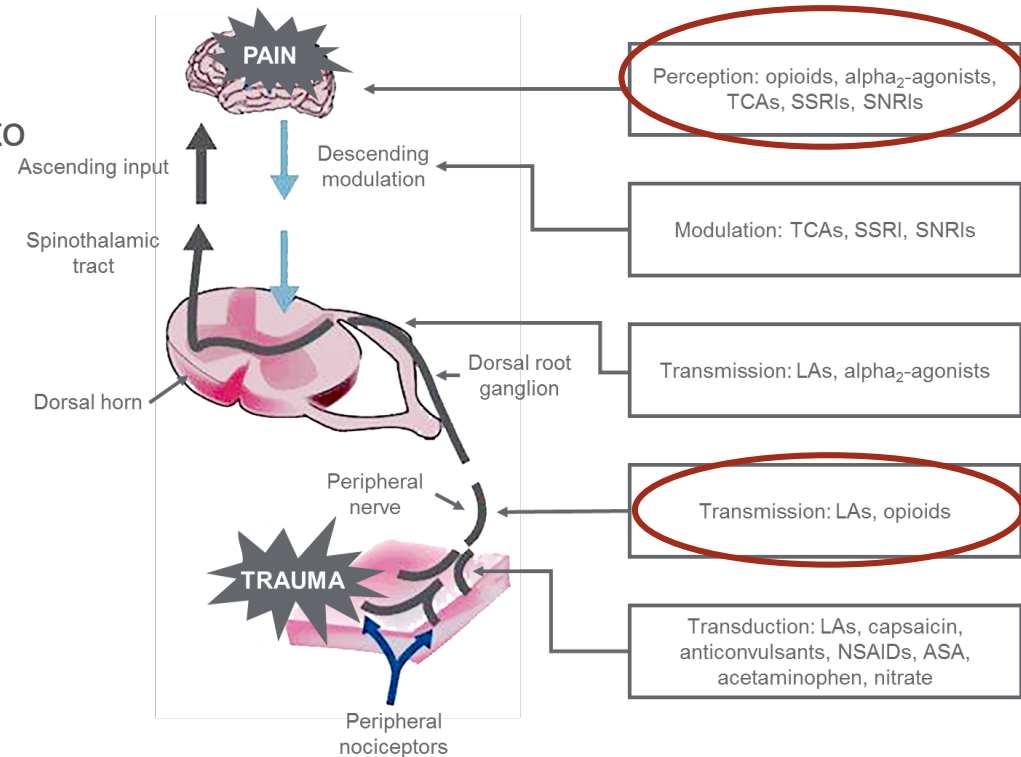 PAIN
Perception: opioids, alpha₂-agonists,
TCAs, SSRIs, SNRIs
Ascending input
Descending
modulation
Modulation: TCAs, SSRI, SNRIs
Spinothalamic
tract
Transmission: LAs, alpha₂-agonists
Dorsal root
ganglion
Dorsal horn
Peripheral
nerve
Transmission: LAs, opioids
TRAUMA
Transduction: LAs, capsaicin,
anticonvulsants, NSAIDs, ASA,
acetaminophen, nitrate
Peripheral
nociceptors